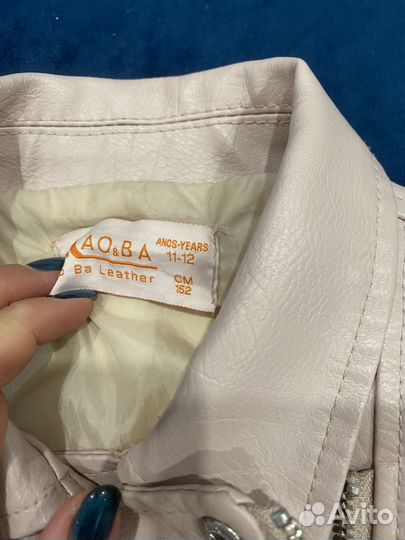 AO&BA
Ba Leather
ANOS-YEARS
11-12
CM
152
Avito